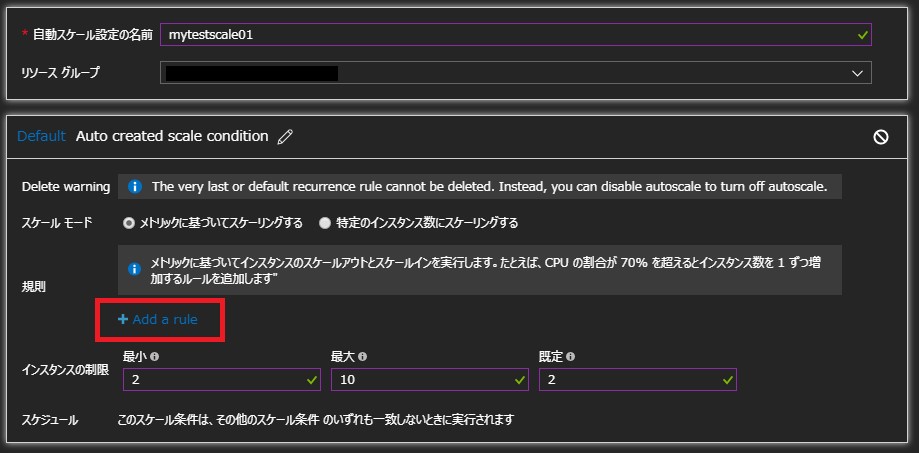 * 自動スケール設定の名前 mytestscale01
リソース グループ
Default Auto created scale condition
Delete warning The very last or default recurrence rule cannot be deleted. Instead, you can disable autoscale to turn off autoscale.
スケール モード メトリックに基づいてスケーリングする 特定のインスタンス数にスケーリングする
メトリックに基づいてインスタンスのスケールアウトとスケールインを実行します。たとえば、CPU の割合が 70% を超えるとインスタンス数を 1 ずつ増
加するルールを追加します"
規則
+ Add a rule
最小 最大 既定
インスタンスの制限 2 10 2
スケジュール このスケール条件は、その他のスケール条件 のいずれも一致しないときに実行されます